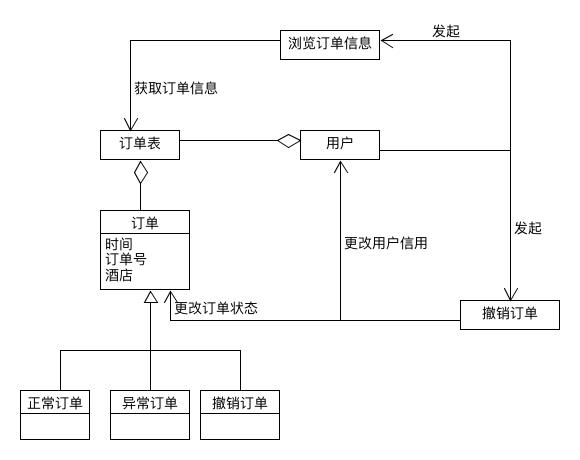 发起
浏览订单信息
获取订单信息
订单表
用户
订单
时间
订单号
酒店
发起
更改用户信用
更改订单状态
撤销订单
正常订单
异常订单
撤销订单